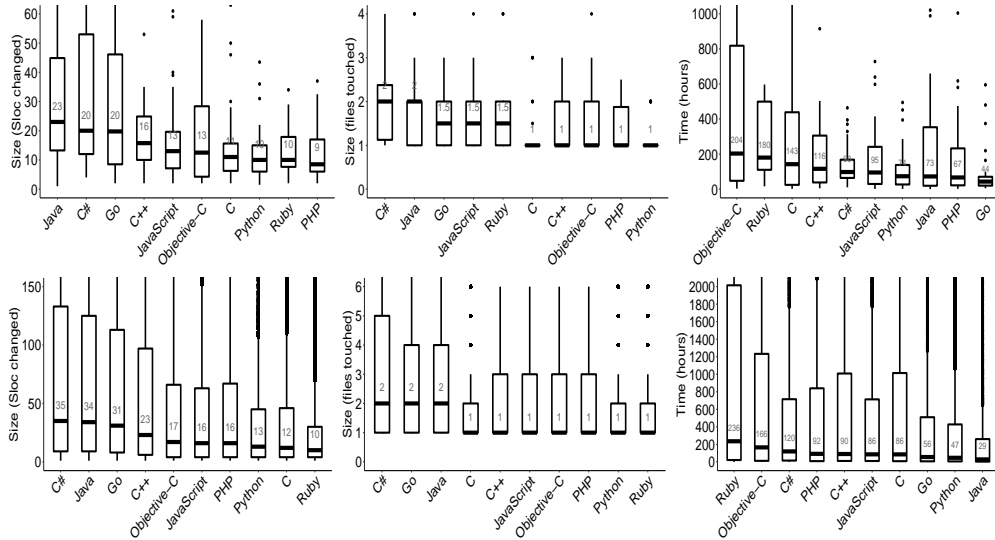 Size (Sloc changed)
60
50
40
30
20
10
0
23
20
20
16
13
13
11
10
10
9
Java
C#
Go
C++
JavaScript
Objective-C
C
Python
Ruby
PHP
Size (files touched)
4
3
2
1
0
2
2
1.5
1.5
1.5
1
1
1
1
1
C#
Java
Go
JavaScript
Ruby
C
C++
Objective-C
PHP
Python
Time (hours)
1000
800
600
400
200
0
204
180
143
116
95
73
67
44
Objective-C
Ruby
C
C++
C#
JavaScript
Python
Java
PHP
Go
Size (Sloc changed)
150
100
50
0
35
34
31
23
17
16
16
13
12
10
C#
Java
Go
C++
Objective-C
JavaScript
PHP
Python
C
Ruby
Size (files touched)
6
5
4
3
2
1
0
2
2
2
1
1
1
1
1
1
1
C#
Go
Java
C
C++
JavaScript
Objective-C
PHP
Python
Ruby
Time (hours)
2000
1800
1600
1400
1200
1000
800
600
400
200
0
236
166
120
92
90
86
86
56
47
29
Ruby
Objective-C
C#
PHP
C++
JavaScript
C
Go
Python
Java